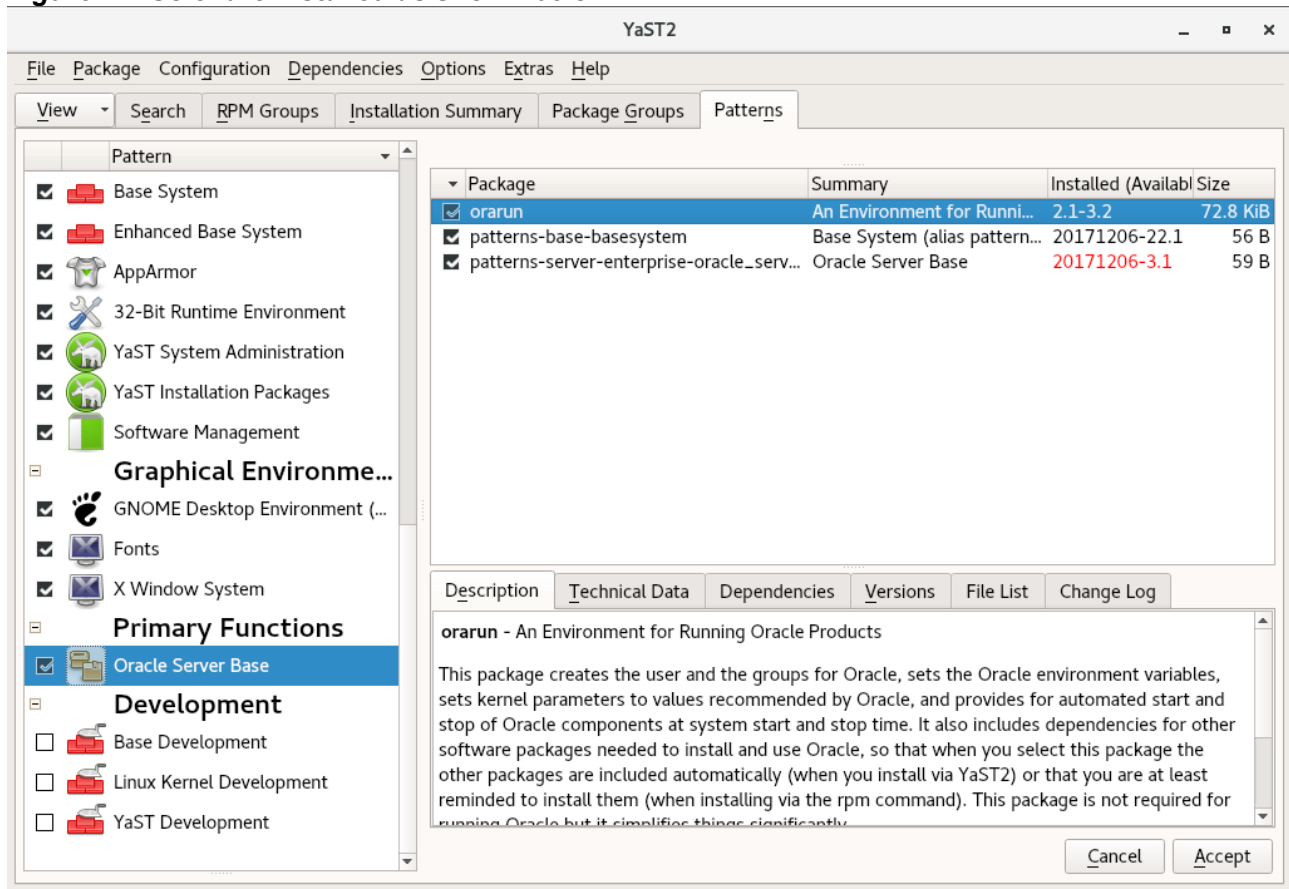 YaST2
File Package Configuration Dependencies Options Extras Help
View Search RPM Groups Installation Summary Package Groups Patterns
Pattern
Base System
Enhanced Base System
AppArmor
32-Bit Runtime Environment
YaST System Administration
YaST Installation Packages
Software Management
Graphical Environme...
GNOME Desktop Environment (...
Fonts
X Window System
Primary Functions
Oracle Server Base
Development
Base Development
Linux Kernel Development
YaST Development
Package Summary Installed (Availabl Size
orarun An Environment for Runni... 2.1-3.2 72.8 KiB
patterns-base-basesystem Base System (alias pattern... 20171206-22.1 56 B
patterns-server-enterprise-oracle_serv... Oracle Server Base 20171206-3.1 59 B
Description Technical Data Dependencies Versions File List Change Log
orarun - An Environment for Running Oracle Products
This package creates the user and the groups for Oracle, sets the Oracle environment variables,
sets kernel parameters to values recommended by Oracle, and provides for automated start and
stop of Oracle components at system start and stop time. It also includes dependencies for other
software packages needed to install and use Oracle, so that when you select this package the
other packages are included automatically (when you install via YaST2) or that you are at least
reminded to install them (when installing via the rpm command). This package is not required for
running Oracle but it simplifies things significantly
Cancel Accept